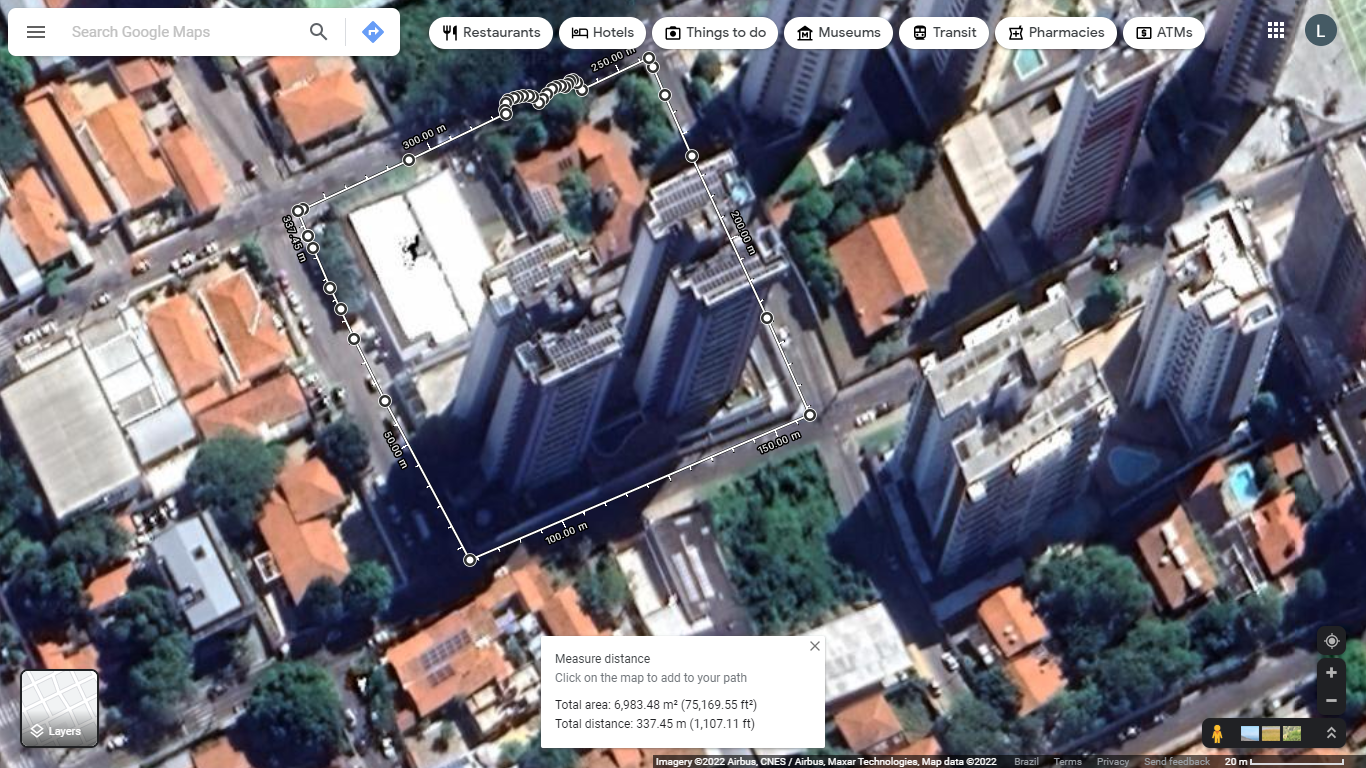 Search Google Maps
Restaurants
Hotels
Things to do
Museums
Transit
Pharmacies
ATMs
L
250.00 m
300.00 m
337.45 m
200.00 m
50.00 m
150.00 m
100.00 m
Measure distance
Click on the map to add to your path
Total area: 6,983.48 m² (75,169.55 ft²)
Total distance: 337.45 m (1,107.11 ft)
Layers
Imagery ©2022 Airbus, CNES / Airbus, Maxar Technologies, Map data ©2022 Brazil Terms Privacy Send feedback 20 m